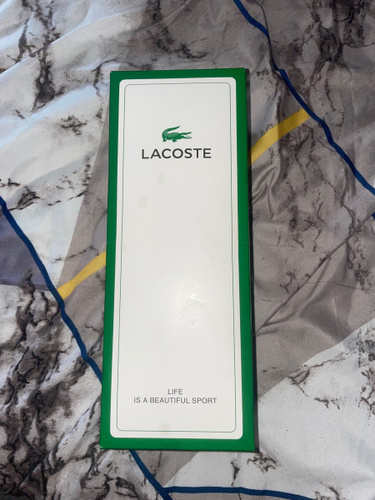 LACOSTE
LIFE
IS A BEAUTIFUL SPORT